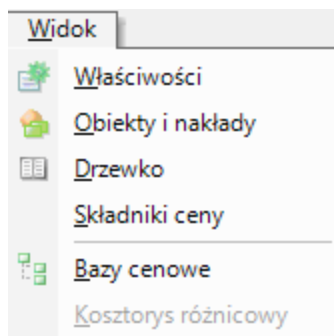 Widok
Właściwości
Obiekty i nakłady
Drzewko
Składniki ceny
Bazy cenowe
Kosztorys różnicowy